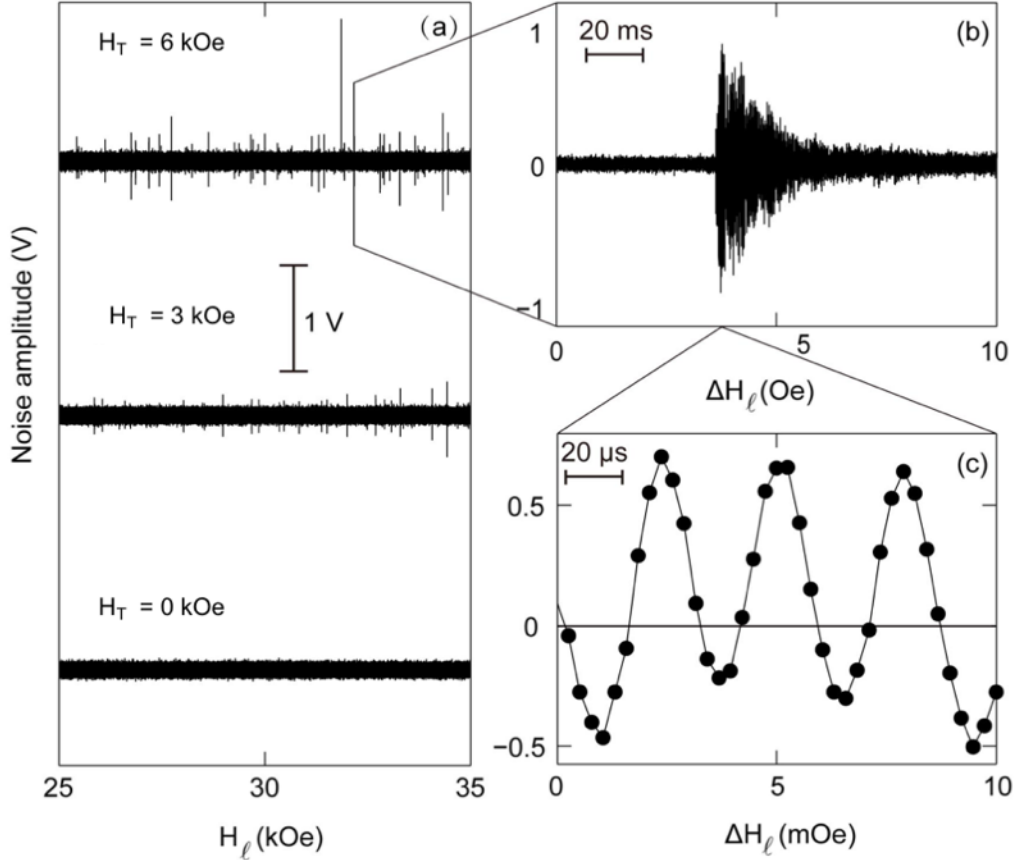 (a)
H_T = 6 kOe
1 V
H_T = 3 kOe
H_T = 0 kOe
Noise amplitude (V)
25
30
35
H_ℓ (kOe)
(b)
20 ms
1
0
−1
0
5
10
ΔH_ℓ (Oe)
(c)
20 μs
0.5
0
−0.5
0
5
10
ΔH_ℓ (mOe)